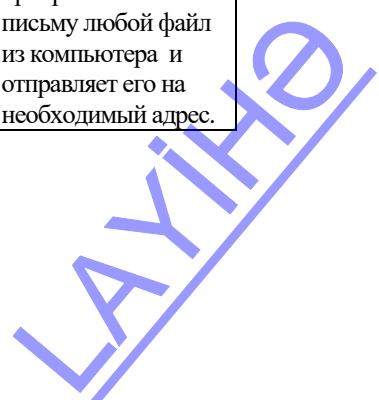 письму любой файл
из компьютера и
отправляет его на
необходимый адрес.
LAYİHƏ